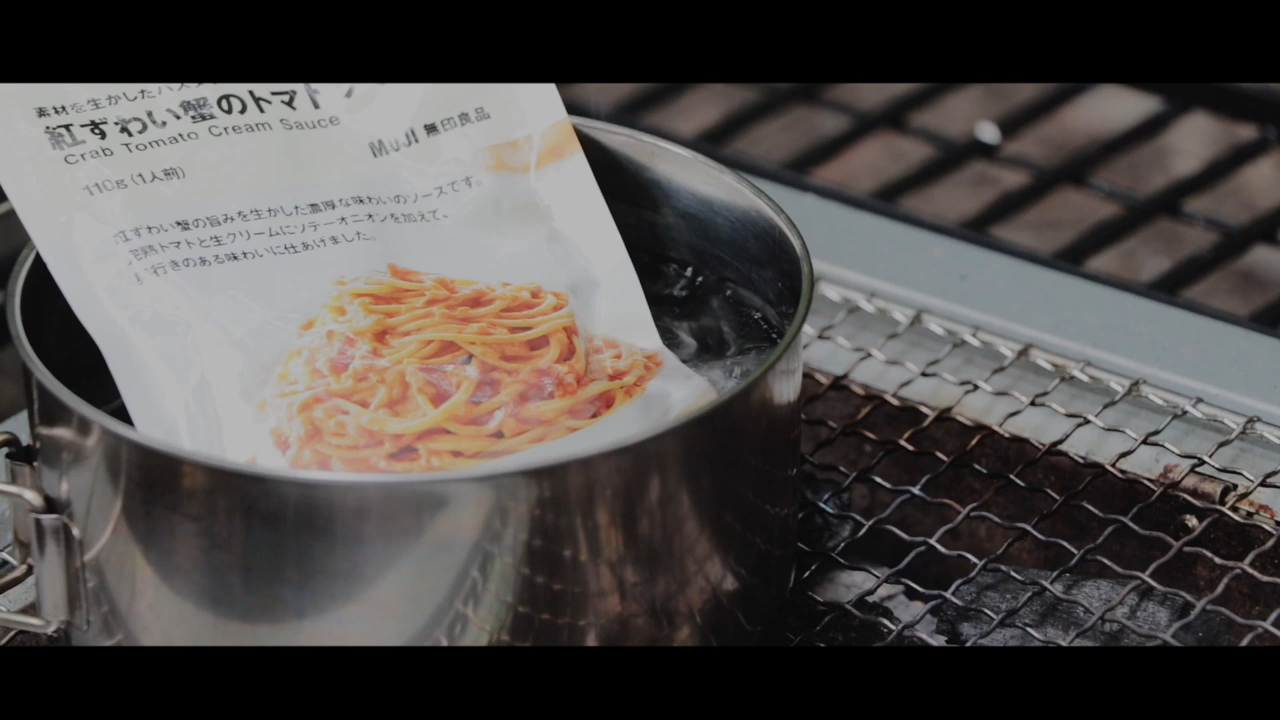 素材を生かしたパスタ
紅ずわい蟹のトマト
Crab Tomato Cream Sauce
MUJI 無印良品
110g(1人前)
紅ずわい蟹の旨みを生かした濃厚な味わいのソースです。
完熟トマトと生クリームにソテーオニオンを加えて、
奥行きのある味わいに仕あげました。